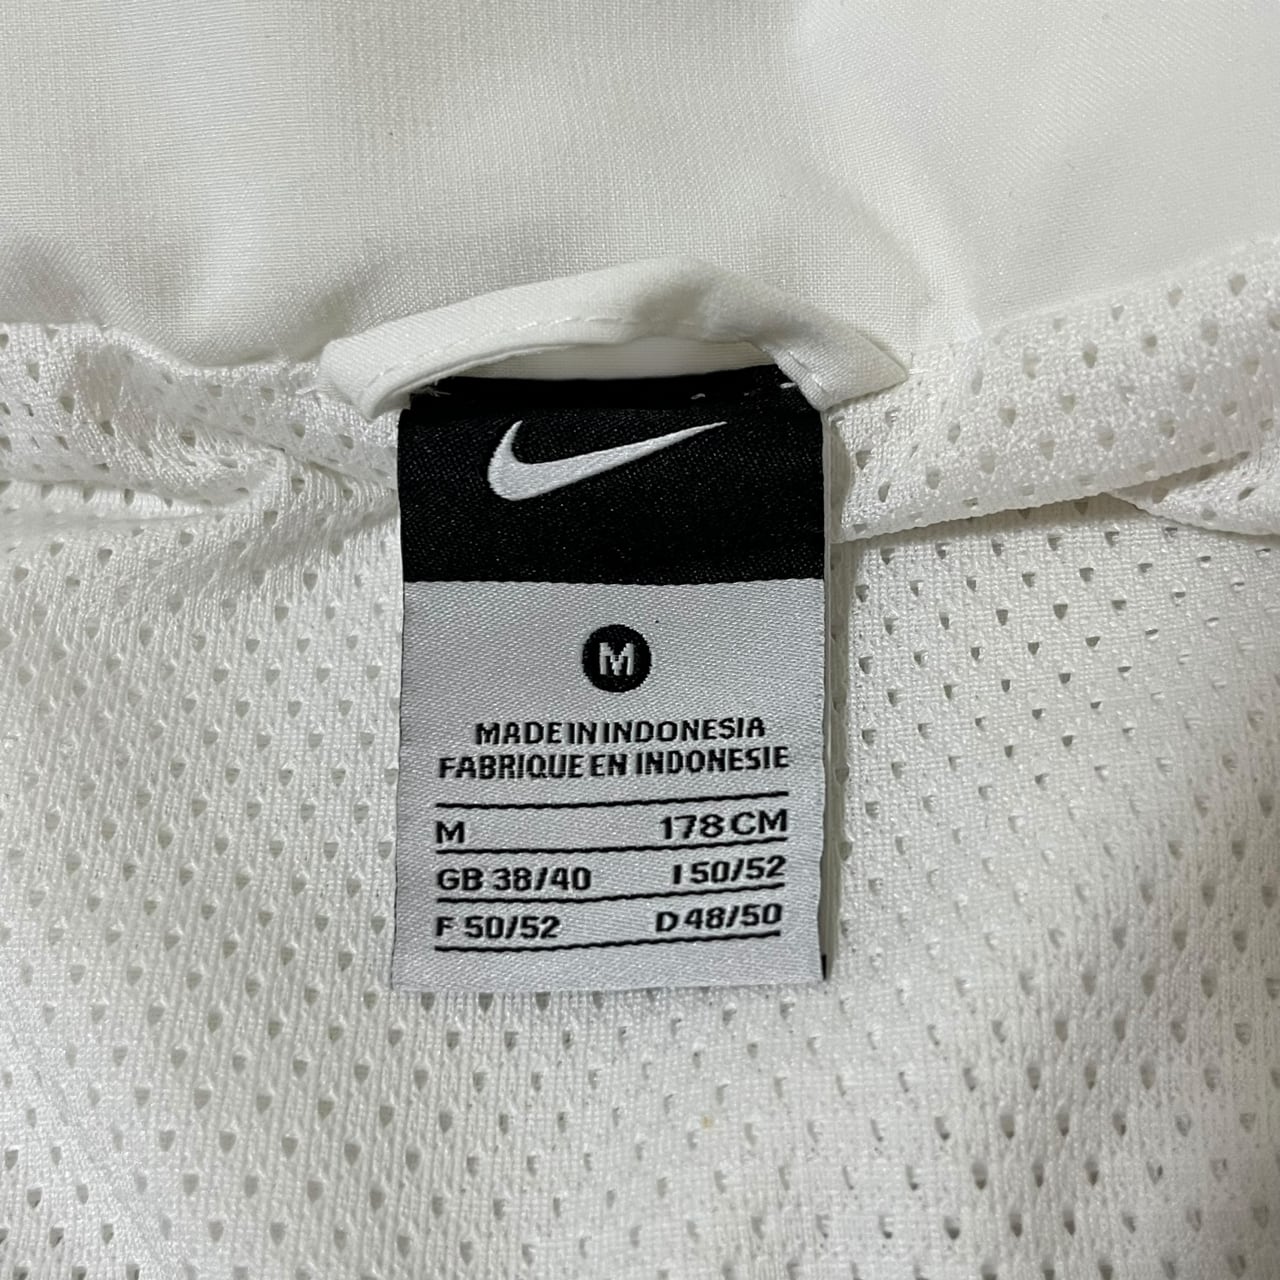 M
MADE IN INDONESIA
FABRIQUE EN INDONESIE
M 178 CM
GB 38/40 I 50/52
F 50/52 D 48/50